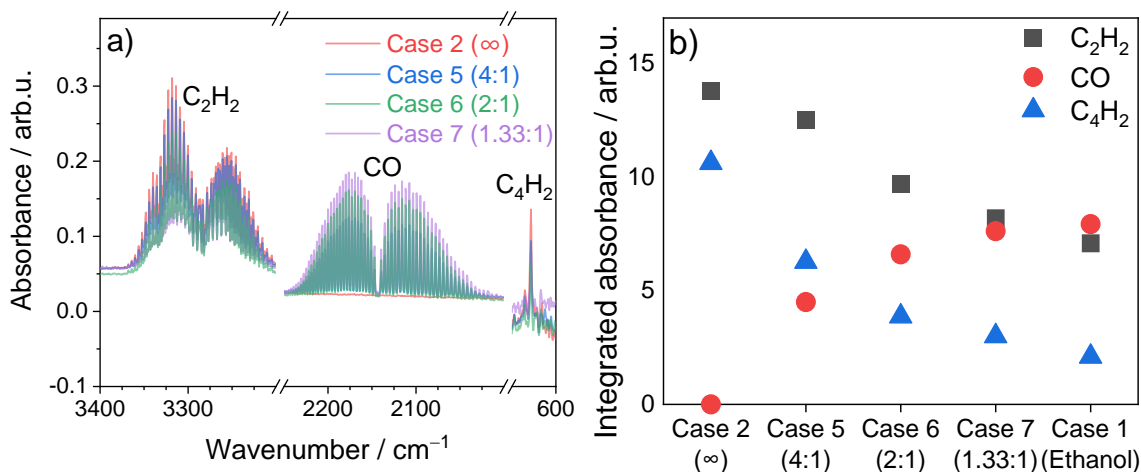 a)
Case 2 (∞)
Case 5 (4:1)
Case 6 (2:1)
Case 7 (1.33:1)
C₂H₂
CO
C₄H₂
Absorbance / arb.u.
0.3
0.2
0.1
0.0
-0.1
3400 3300 2200 2100 600
Wavenumber / cm⁻¹
b)
C₂H₂
CO
C₄H₂
Integrated absorbance / arb.u.
15
10
5
0
Case 2 Case 5 Case 6 Case 7 Case 1
(∞) (4:1) (2:1) (1.33:1) (Ethanol)